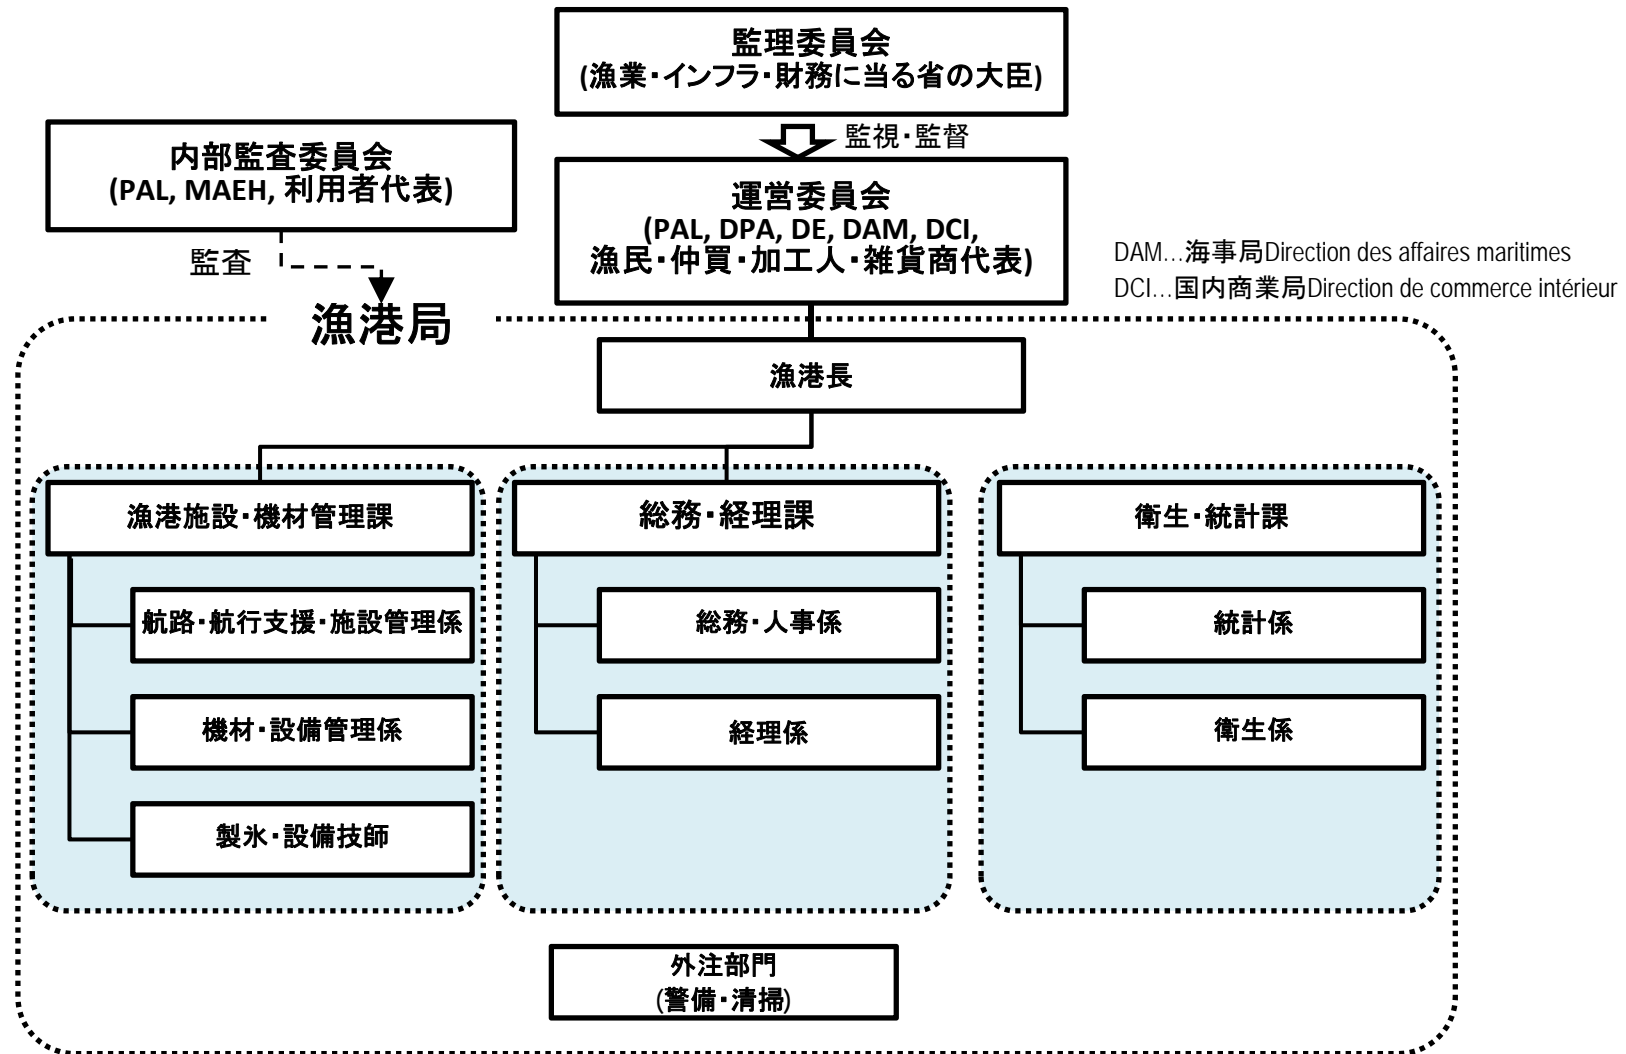 監理委員会
(漁業・インフラ・財務に当る省の大臣)
監視・監督
内部監査委員会
(PAL, MAEH, 利用者代表)
運営委員会
(PAL, DPA, DE, DAM, DCI,
漁民・仲買・加工人・雑貨商代表)
監査
DAM…海事局Direction des affaires maritimes
DCI…国内商業局Direction de commerce intérieur
漁港局
漁港長
漁港施設・機材管理課
総務・経理課
衛生・統計課
航路・航行支援・施設管理係
総務・人事係
統計係
機材・設備管理係
経理係
衛生係
製氷・設備技師
外注部門
(警備・清掃)